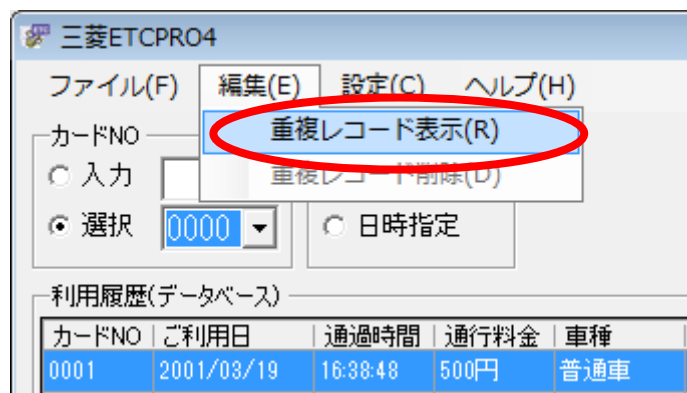 三菱ETCPRO4
ファイル(F) 編集(E) 設定(C) ヘルプ(H)
重複レコード表示(R)
重複レコード削除(D)
カードNO
入力
選択 0000
日時指定
利用履歴(データベース)
カードNO ご利用日 通過時間 通行料金 車種
0001 2001/03/19 16:38:48 500円 普通車